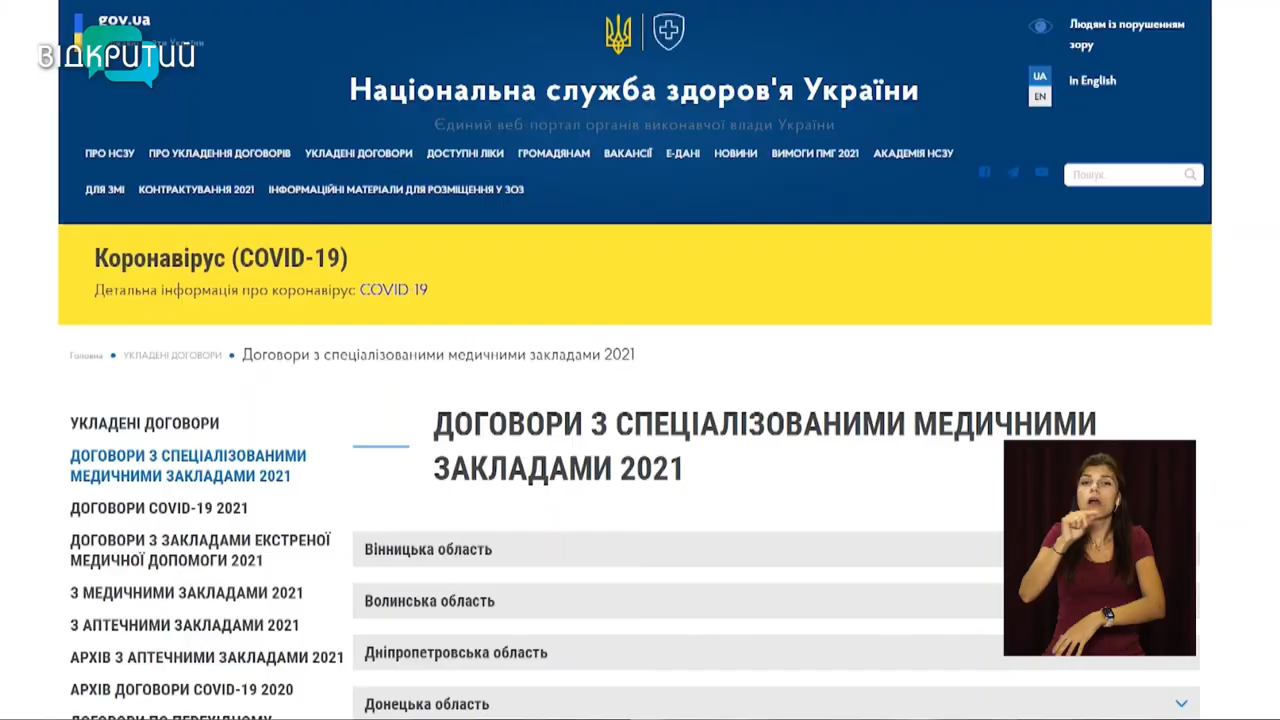 gov.ua
ВІДКРИТИЙ
Людям із порушенням
зору
UA
EN
In English
Національна служба здоров'я України
Єдиний веб-портал органів виконавчої влади України
ПРО НСЗУ ПРО УКЛАДЕННЯ ДОГОВОРІВ УКЛАДЕНІ ДОГОВОРИ ДОСТУПНІ ЛІКИ ГРОМАДЯНАМ ВАКАНСІЇ Е-ДАНІ НОВИНИ ВИМОГИ ПМГ 2021 АКАДЕМІЯ НСЗУ
Пошук
ДЛЯ ЗМІ КОНТРАКТУВАННЯ 2021 ІНФОРМАЦІЙНІ МАТЕРІАЛИ ДЛЯ РОЗМІЩЕННЯ У ЗОЗ
Коронавірус (COVID-19)
Детальна інформація про коронавірус COVID-19
Головна • УКЛАДЕНІ ДОГОВОРИ • Договори з спеціалізованими медичними закладами 2021
УКЛАДЕНІ ДОГОВОРИ
ДОГОВОРИ З СПЕЦІАЛІЗОВАНИМИ
МЕДИЧНИМИ ЗАКЛАДАМИ 2021
ДОГОВОРИ COVID-19 2021
ДОГОВОРИ З ЗАКЛАДАМИ ЕКСТРЕНОЇ
МЕДИЧНОЇ ДОПОМОГИ 2021
З МЕДИЧНИМИ ЗАКЛАДАМИ 2021
З АПТЕЧНИМИ ЗАКЛАДАМИ 2021
АРХІВ З АПТЕЧНИМИ ЗАКЛАДАМИ 2021
АРХІВ ДОГОВОРИ COVID-19 2020
ДОГОВОРИ ПО ПЕРЕХІДНОМУ
ДОГОВОРИ З СПЕЦІАЛІЗОВАНИМИ МЕДИЧНИМИ
ЗАКЛАДАМИ 2021
Вінницька область
Волинська область
Дніпропетровська область
Донецька область